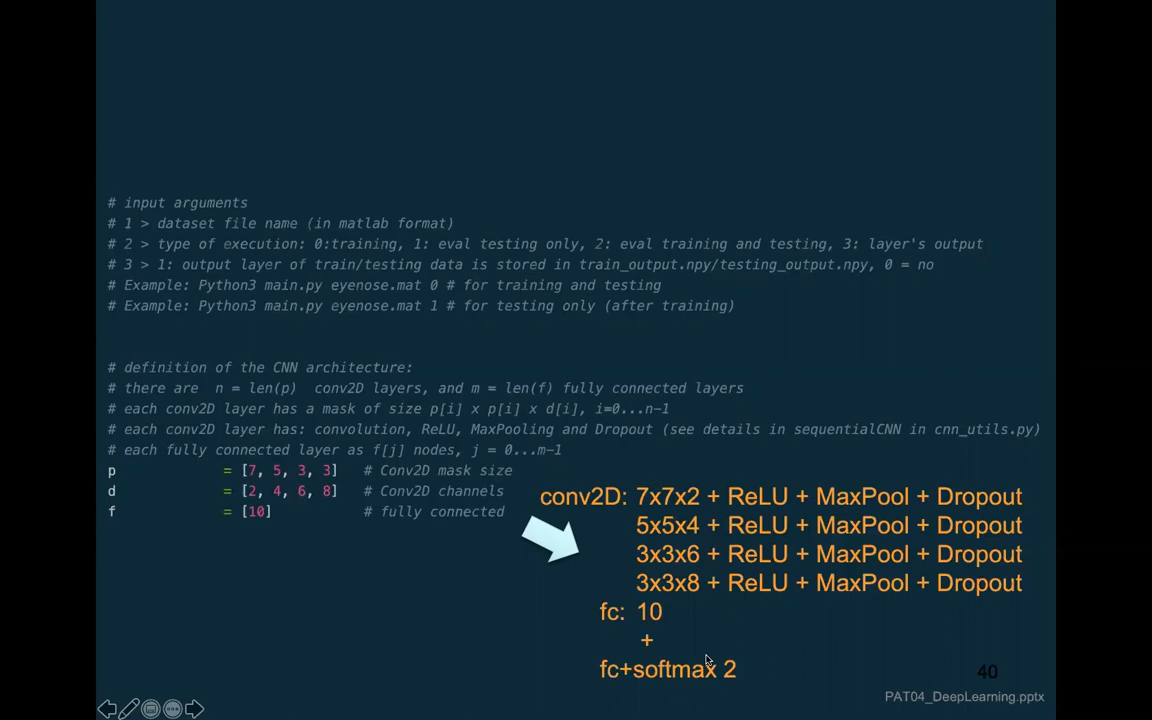 # input arguments
# 1 > dataset file name (in matlab format)
# 2 > type of execution: 0:training, 1: eval testing only, 2: eval training and testing, 3: layer's output
# 3 > 1: output layer of train/testing data is stored in train_output.npy/testing_output.npy, 0 = no
# Example: Python3 main.py eyenose.mat 0 # for training and testing
# Example: Python3 main.py eyenose.mat 1 # for testing only (after training)
# definition of the CNN architecture:
# there are n = len(p) conv2D layers, and m = len(f) fully connected layers
# each conv2D layer has a mask of size p[i] x p[i] x d[i], i=0...n-1
# each conv2D layer has: convolution, ReLU, MaxPooling and Dropout (see details in sequentialCNN in cnn_utils.py)
# each fully connected layer as f[j] nodes, j = 0...m-1
p = [7, 5, 3, 3] # Conv2D mask size
d = [2, 4, 6, 8] # Conv2D channels
f = [10] # fully connected
conv2D: 7x7x2 + ReLU + MaxPool + Dropout
5x5x4 + ReLU + MaxPool + Dropout
3x3x6 + ReLU + MaxPool + Dropout
3x3x8 + ReLU + MaxPool + Dropout
fc: 10
+
fc+softmax 2
40
PAT04_DeepLearning.pptx